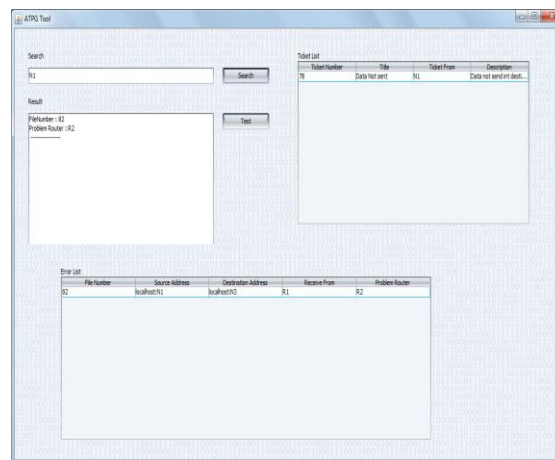 ATPG Tool
Search
N1
Search
Result
FileNumber : 82
Problem Router : R2
---------------
Test
Ticket List
Ticket Number Title Ticket From Description
78 Data Not sent N1 Data not send int desti...
Error List
File Number Source Address Destination Address Receive From Problem Router
82 localhost:N1 localhost:N3 R1 R2